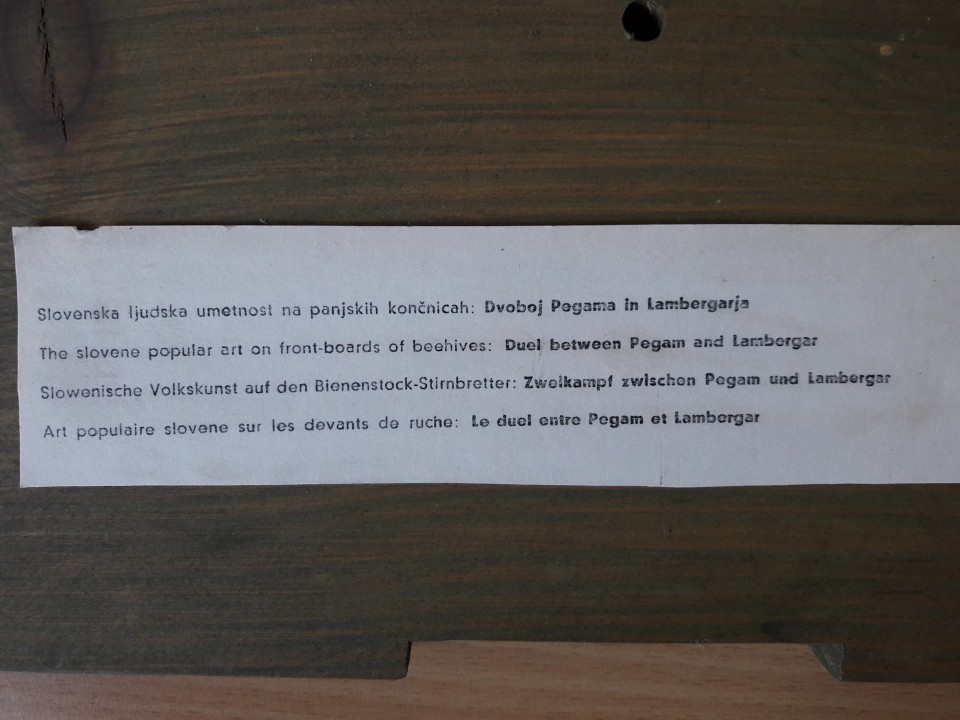 Slovenska ljudska umetnost na panjskih končnicah: Dvoboj Pegama in Lambergarja
The slovene popular art on front-boards of beehives: Duel between Pegam and Lambergar
Slowenische Volkskunst auf den Bienenstock-Stirnbretter: Zweikampf zwischen Pegam und Lambergar
Art populaire slovene sur les devants de ruche: Le duel entre Pegam et Lambergar